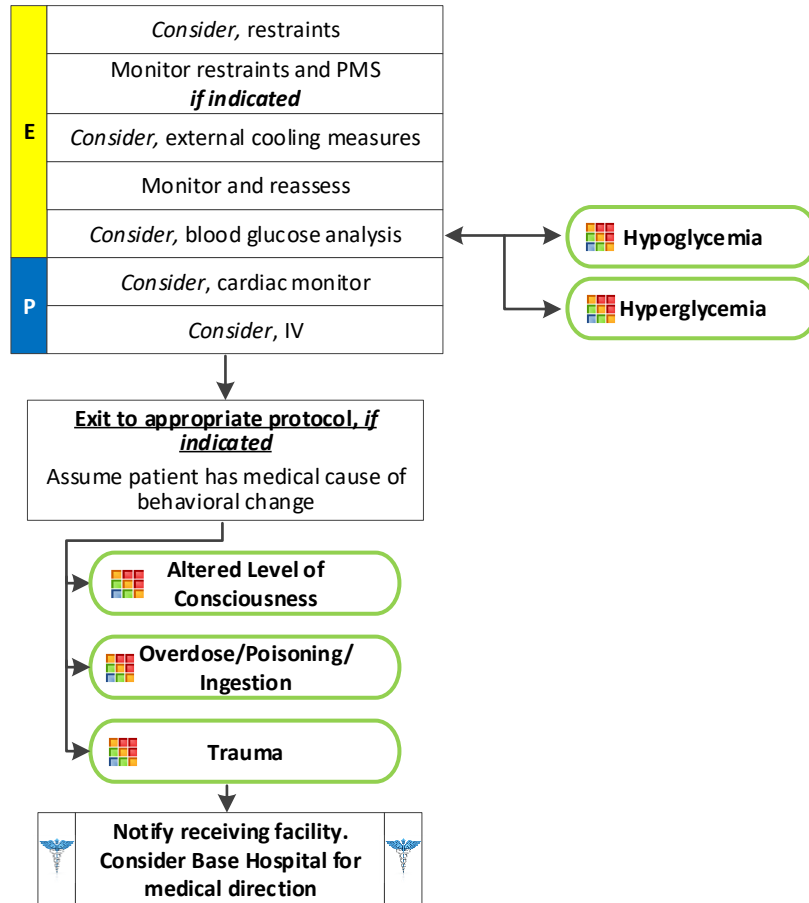 Consider, restraints
Monitor restraints and PMS
if indicated
E
Consider, external cooling measures
Monitor and reassess
Consider, blood glucose analysis
Hypoglycemia
Hyperglycemia
P
Consider, cardiac monitor
Consider, IV
Exit to appropriate protocol, if
indicated
Assume patient has medical cause of
behavioral change
Altered Level of
Consciousness
Overdose/Poisoning/
Ingestion
Trauma
Notify receiving facility.
Consider Base Hospital for
medical direction